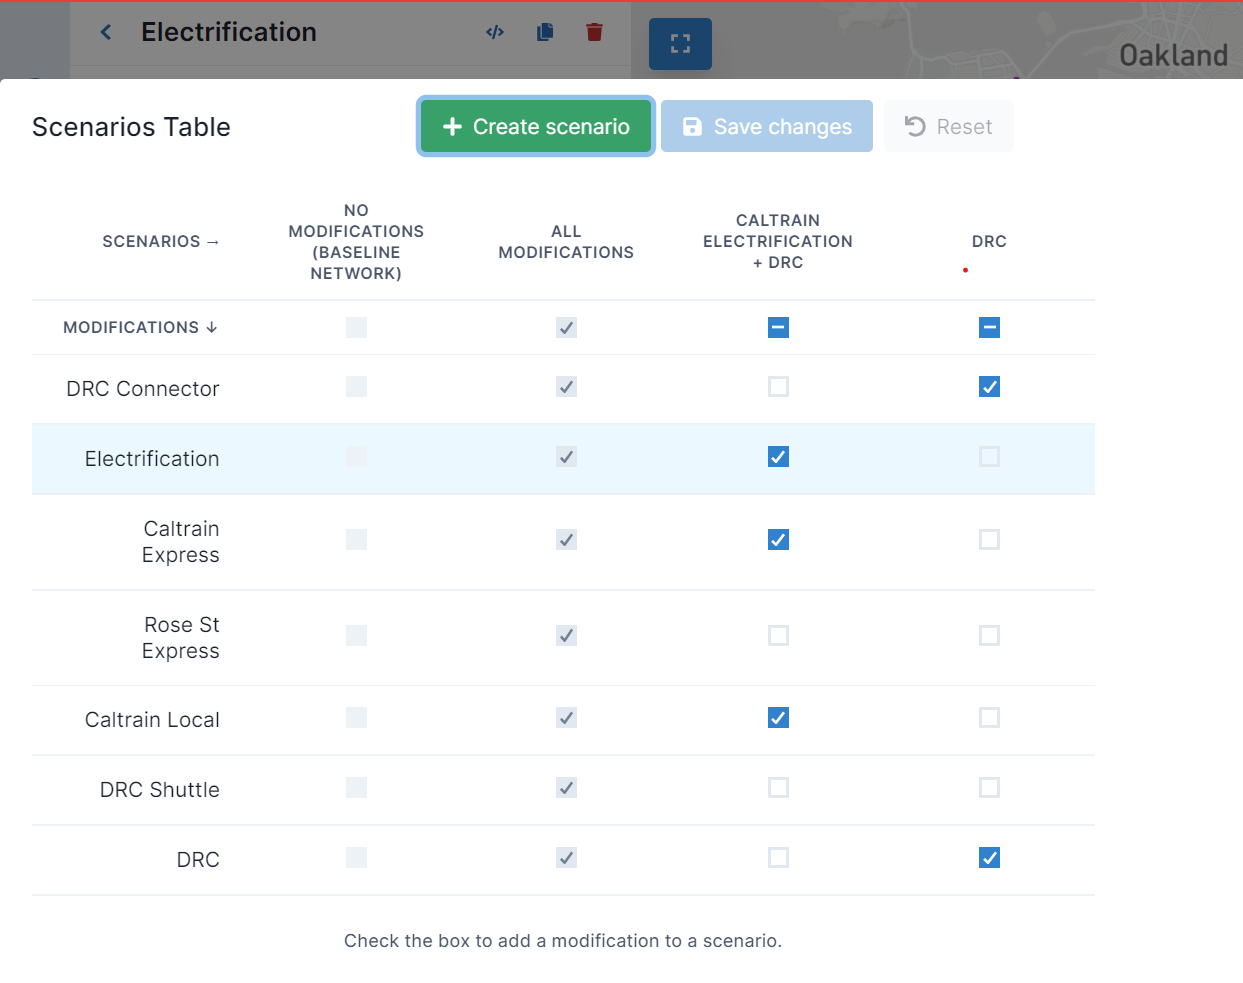 Electrification
Oakland
Scenarios Table
Create scenario
Save changes
Reset
SCENARIOS →
NO
MODIFICATIONS
(BASELINE
NETWORK)
ALL
MODIFICATIONS
CALTRAIN
ELECTRIFICATION
+ DRC
DRC
MODIFICATIONS ↓
DRC Connector
Electrification
Caltrain
Express
Rose St
Express
Caltrain Local
DRC Shuttle
DRC
Check the box to add a modification to a scenario.